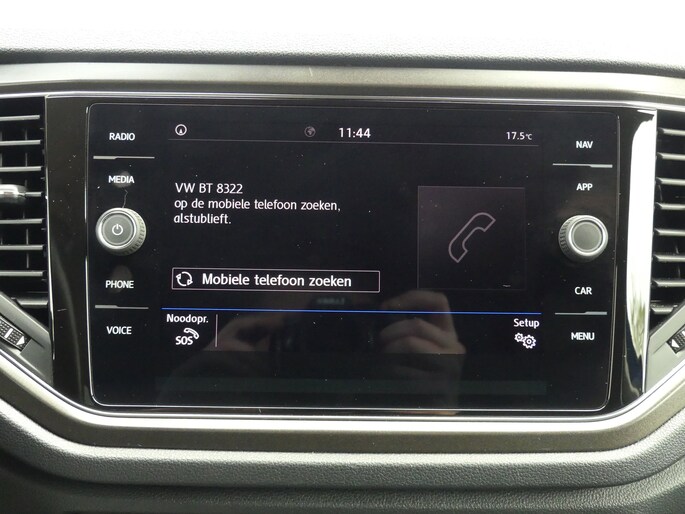 RADIO
MEDIA
PHONE
VOICE
11:44
17.5°C
VW BT 8322
op de mobiele telefoon zoeken,
alstublieft.
Mobiele telefoon zoeken
Noodopr.
SOS
Setup
NAV
APP
CAR
MENU